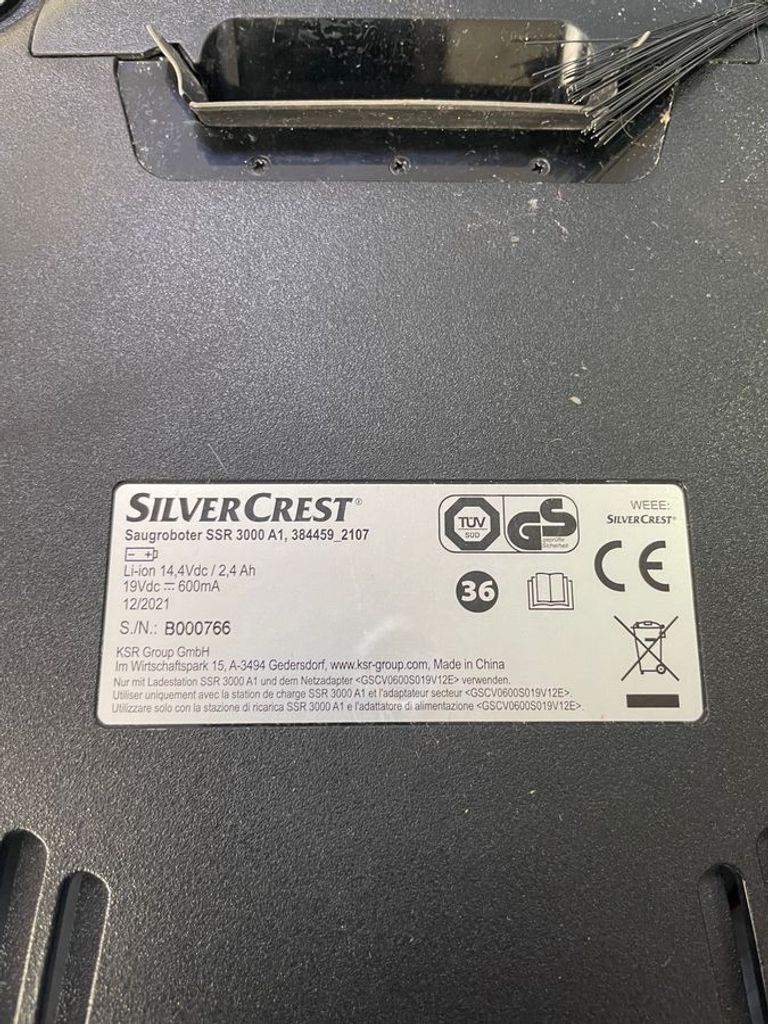 SILVERCREST®
Saugroboter SSR 3000 A1, 384459_2107
Li-ion 14,4Vdc / 2,4 Ah
19Vdc ⎓ 600mA
12/2021
S./N.: B000766
KSR Group GmbH
Im Wirtschaftspark 15, A-3494 Gedersdorf, www.ksr-group.com, Made in China
Nur mit Ladestation SSR 3000 A1 und dem Netzadapter <GSCV0600S019V12E> verwenden.
Utiliser uniquement avec la station de charge SSR 3000 A1 et l'adaptateur secteur <GSCV0600S019V12E>.
Utilizzare solo con la stazione di ricarica SSR 3000 A1 e l'adattatore di alimentazione <GSCV0600S019V12E>.
TÜV
SÜD
GS
geprüfte
Sicherheit
36
WEEE:
SILVERCREST®
CE